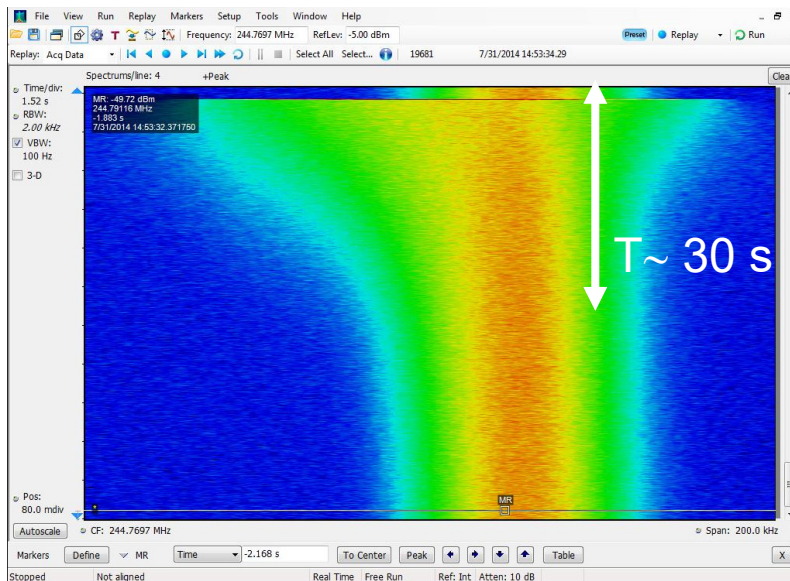 File View Run Replay Markers Setup Tools Window Help
Frequency: 244.7697 MHz RefLev: -5.00 dBm Preset Replay Run
Replay: Acq Data Select All Select... 19681 7/31/2014 14:53:34.29
Spectrums/line: 4 +Peak Clea
Time/div:
1.52 s
RBW:
2.00 kHz
VBW:
100 Hz
3-D
MR: -49.72 dBm
244.79116 MHz
-1.883 s
7/31/2014 14:53:32.371750
T~ 30 s
MR
Pos:
80.0 mdiv
Autoscale CF: 244.7697 MHz Span: 200.0 kHz
Markers Define MR Time -2.168 s To Center Peak Table X
Stopped Not aligned Real Time Free Run Ref: Int Atten: 10 dB